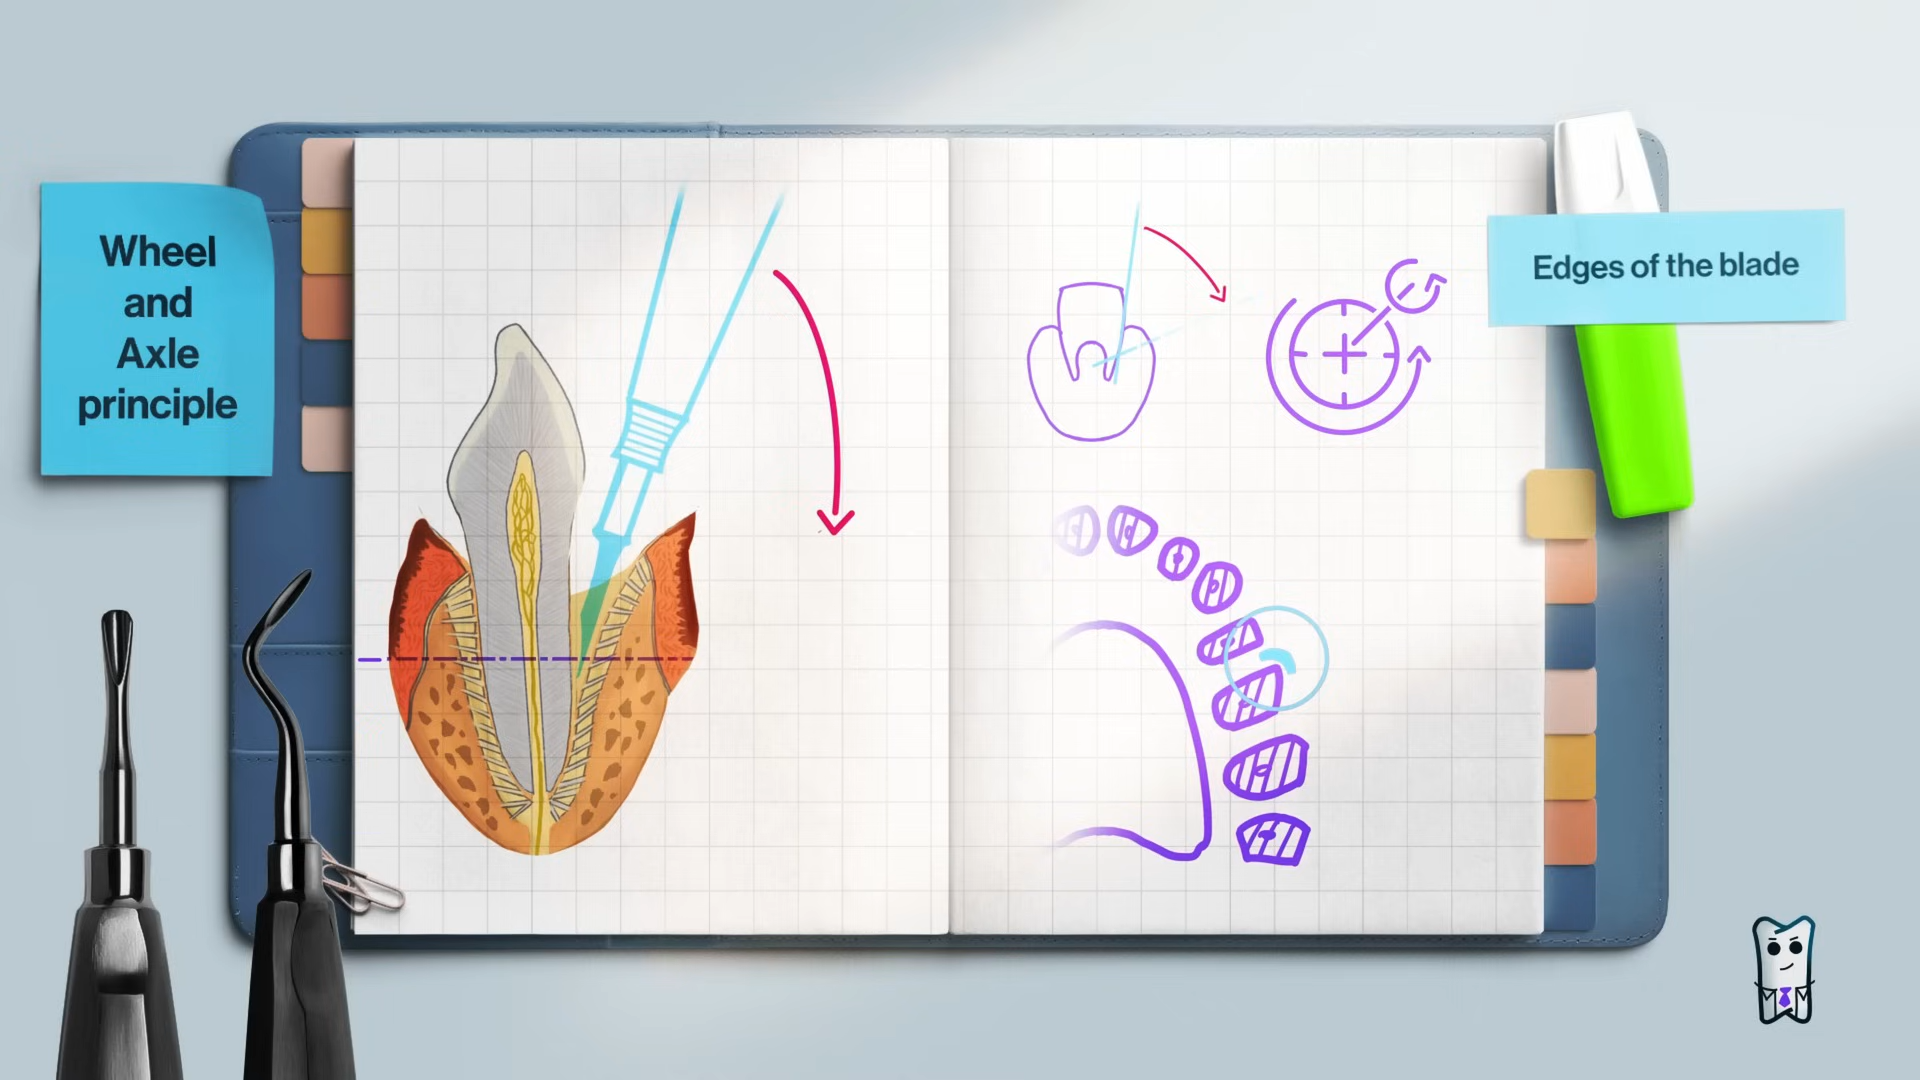 Wheel
and
Axle
principle
Edges of the blade